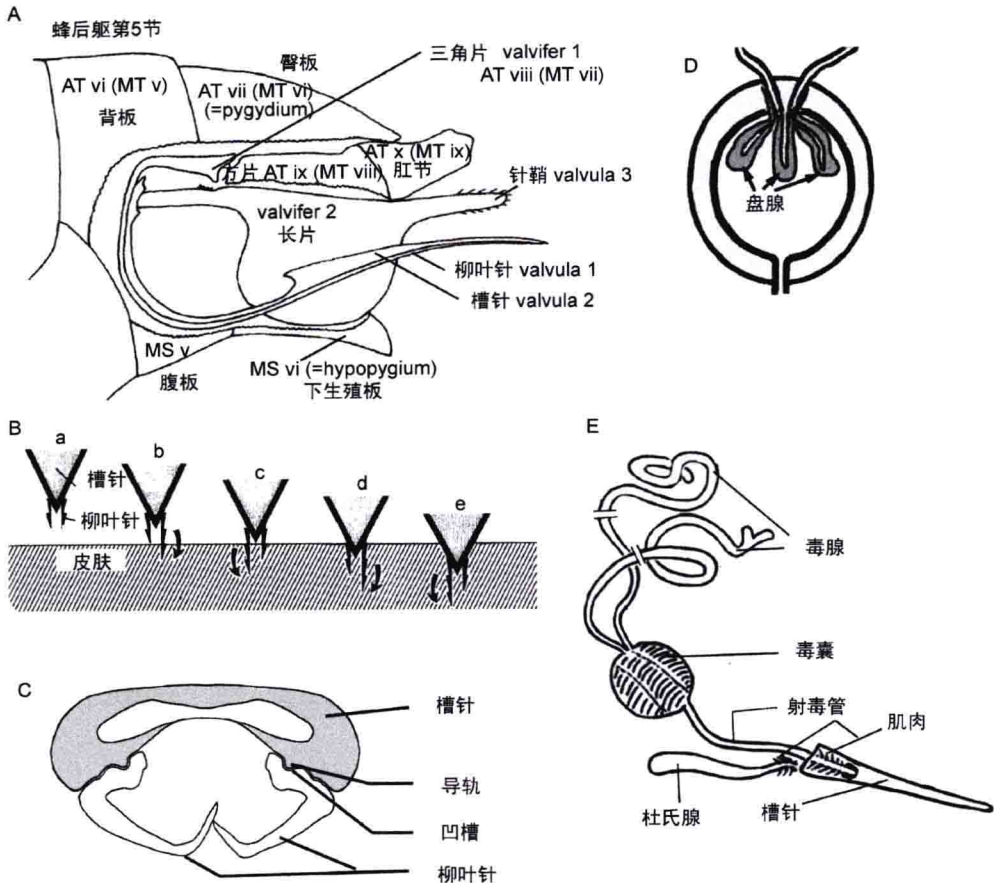 A
蜂后躯第5节
AT vi (MT v)
背板
臀板
AT vii (MT vi)
(=pygydium)
三角片 valvifer 1
AT viii (MT vii)
AT x (MT ix)
肛节
方片 AT ix (MT viii)
针鞘 valvula 3
valvifer 2
长片
柳叶针 valvula 1
槽针 valvula 2
MS v
腹板
MS vi (=hypopygium)
下生殖板
D
盘腺
B
a
b
c
d
e
槽针
柳叶针
皮肤
C
槽针
导轨
凹槽
柳叶针
E
毒腺
毒囊
射毒管
肌肉
杜氏腺
槽针